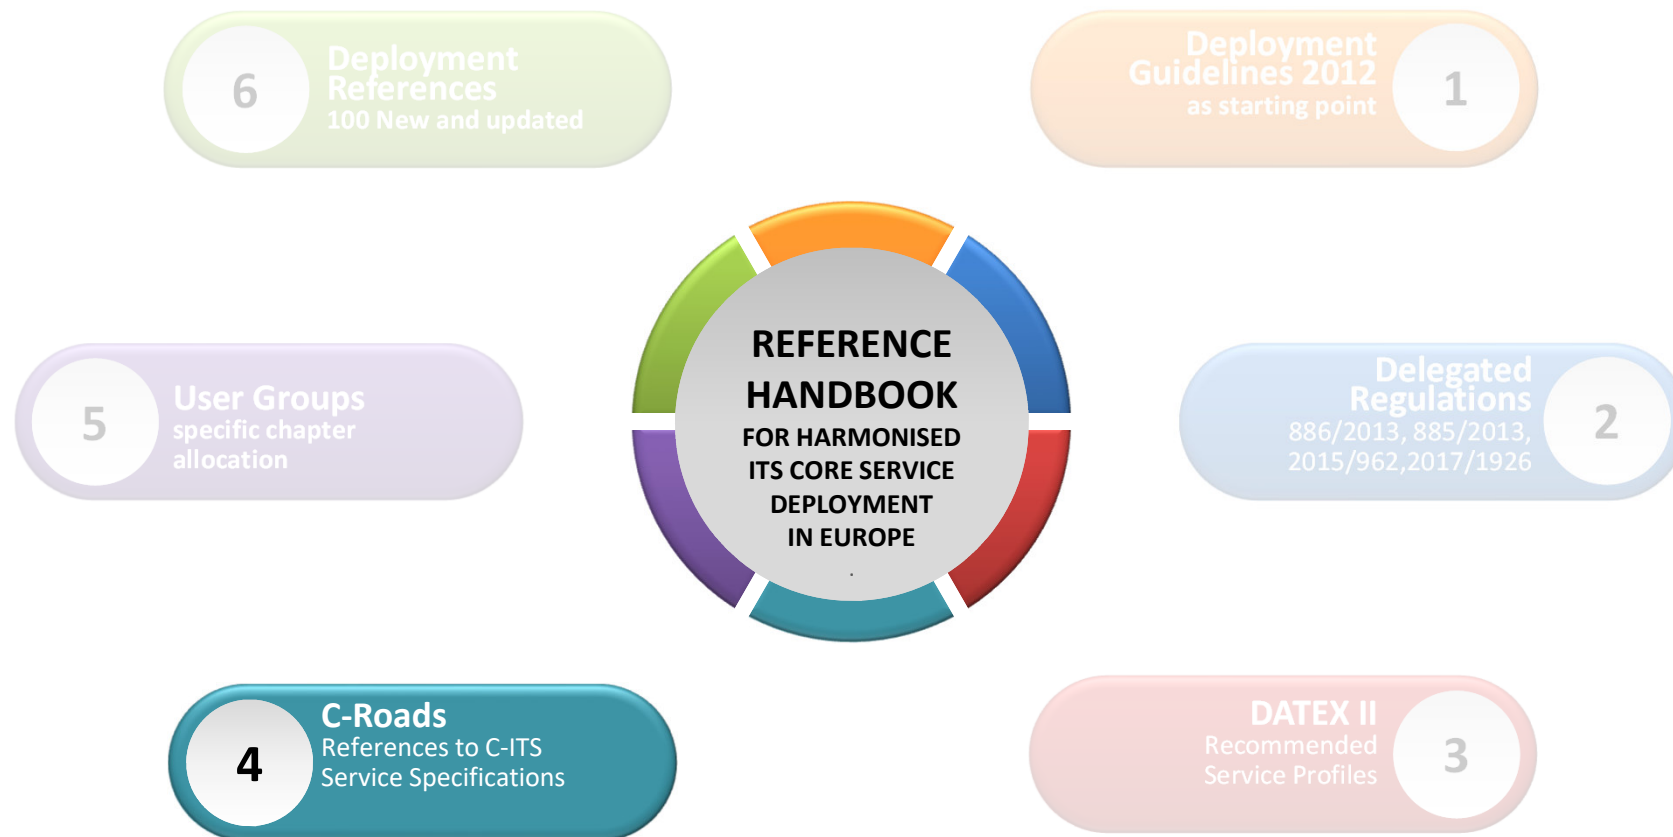 6
Deployment
References
100 New and updated
Deployment
Guidelines 2012
as starting point
1
REFERENCE
HANDBOOK
FOR HARMONISED
ITS CORE SERVICE
DEPLOYMENT
IN EUROPE
.
5
User Groups
specific chapter
allocation
Delegated
Regulations
886/2013, 885/2013,
2015/962,2017/1926
2
4
C-Roads
References to C-ITS
Service Specifications
DATEX II
Recommended
Service Profiles
3